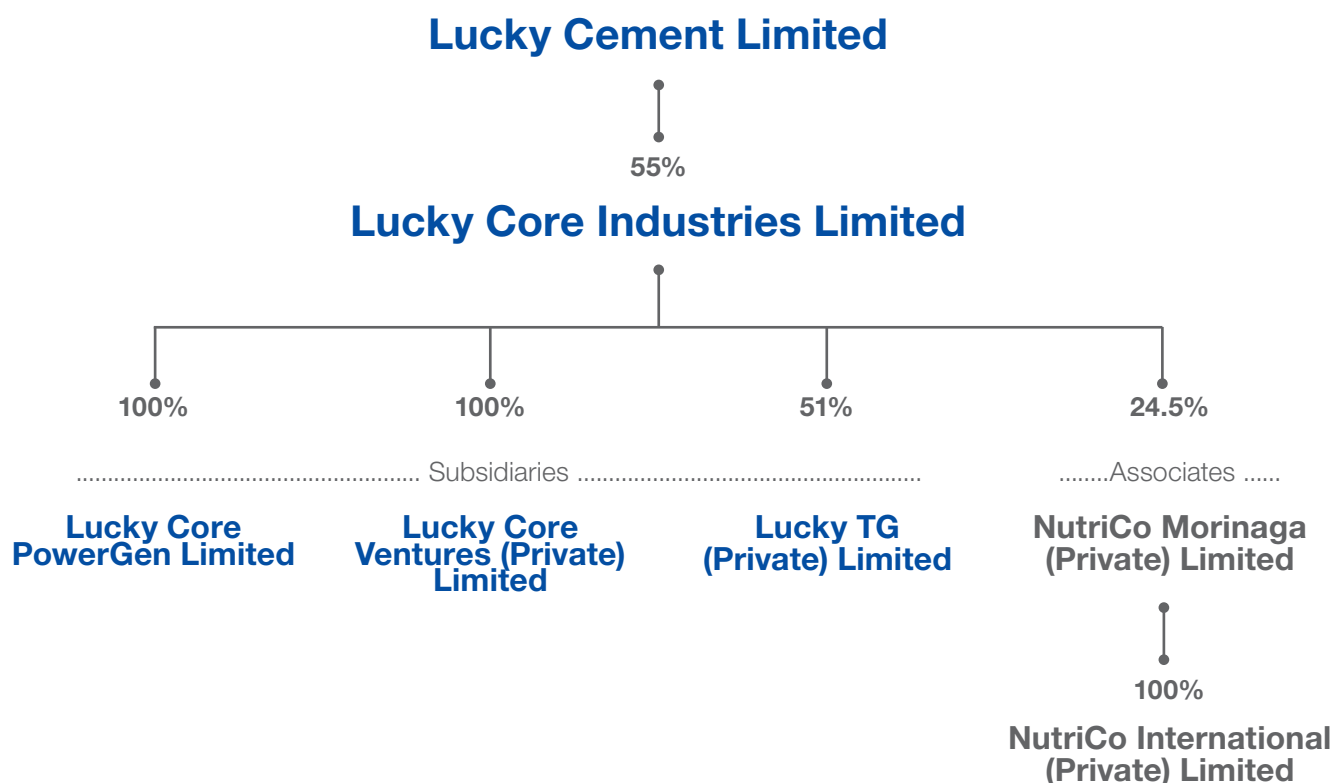 Lucky Cement Limited
55%
Lucky Core Industries Limited
100%
100%
51%
24.5%
.......................................................... Subsidiaries ..........................................................
........Associates ......
Lucky Core
PowerGen Limited
Lucky Core
Ventures (Private)
Limited
Lucky TG
(Private) Limited
NutriCo Morinaga
(Private) Limited
100%
NutriCo International
(Private) Limited